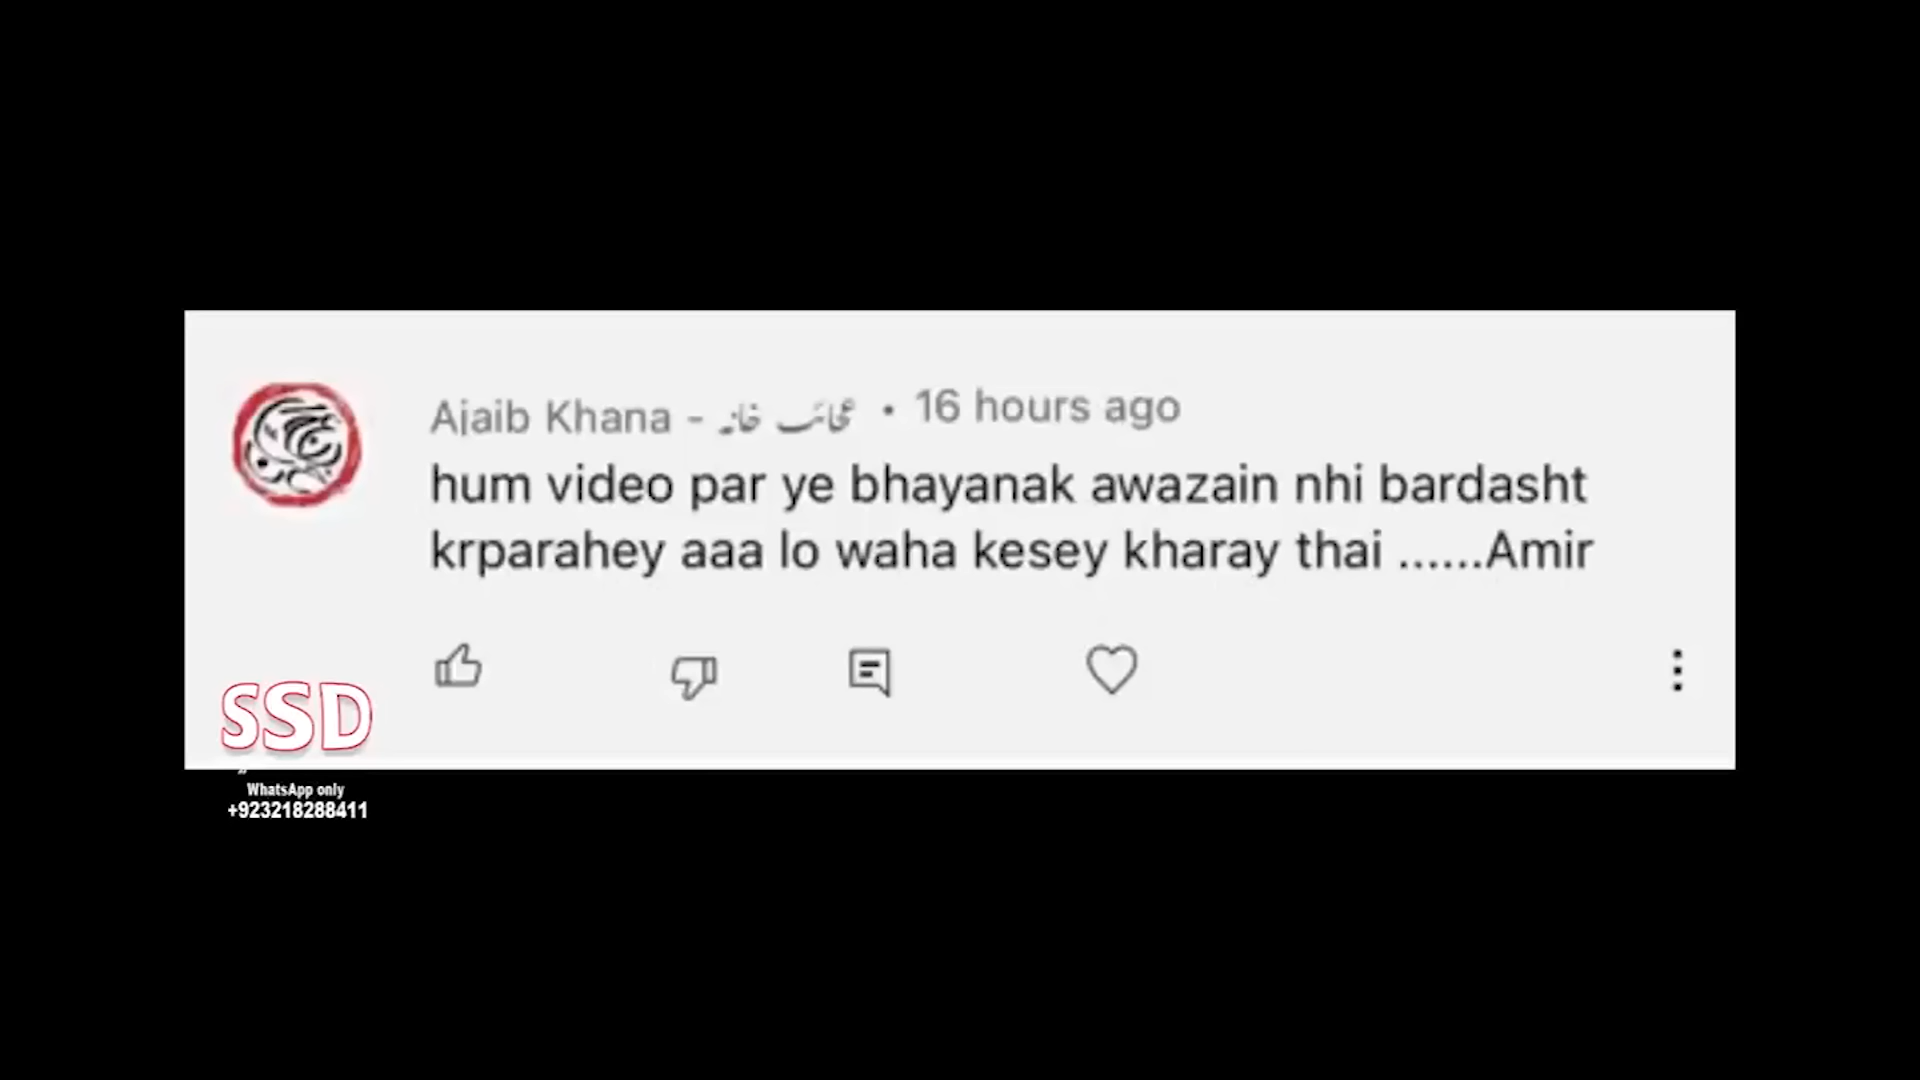 Ajaib Khana - عجائب خانہ • 16 hours ago
hum video par ye bhayanak awazain nhi bardasht
krparahey aaa lo waha kesey kharay thai ......Amir
SSD
WhatsApp only
+923218288411